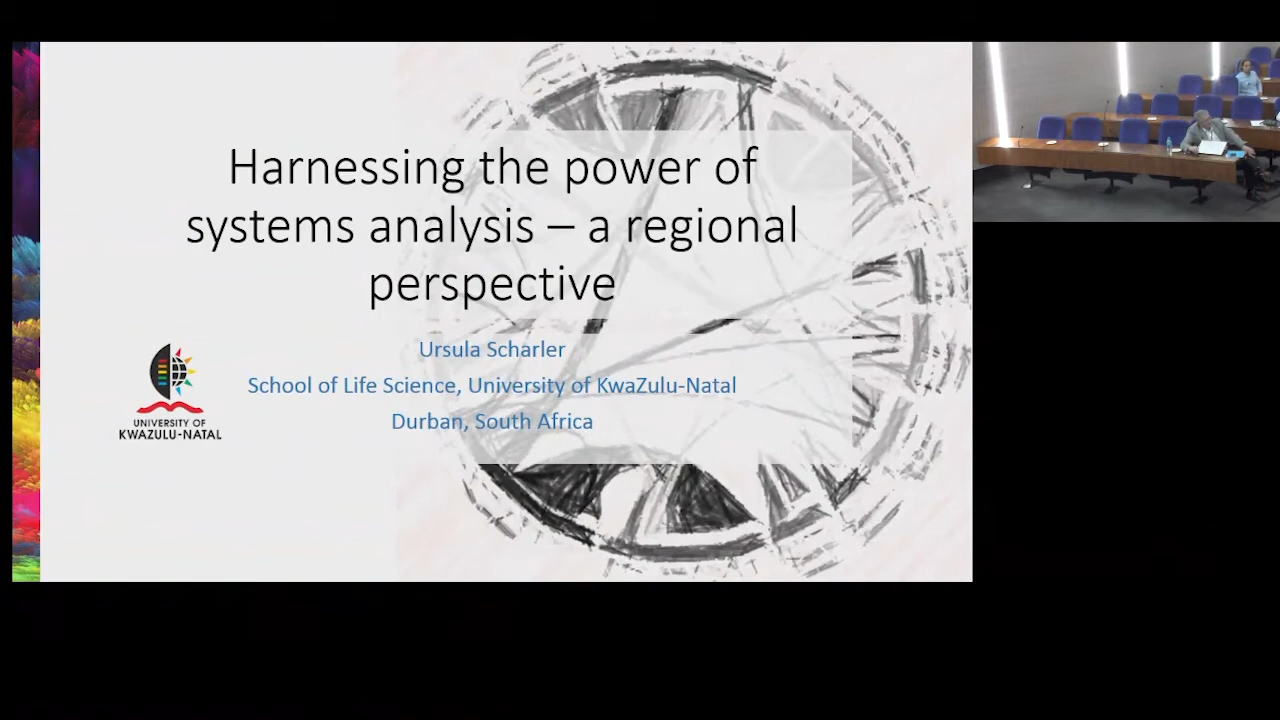 Harnessing the power of
systems analysis – a regional
perspective
Ursula Scharler
School of Life Science, University of KwaZulu-Natal
Durban, South Africa
UNIVERSITY OF
KWAZULU-NATAL